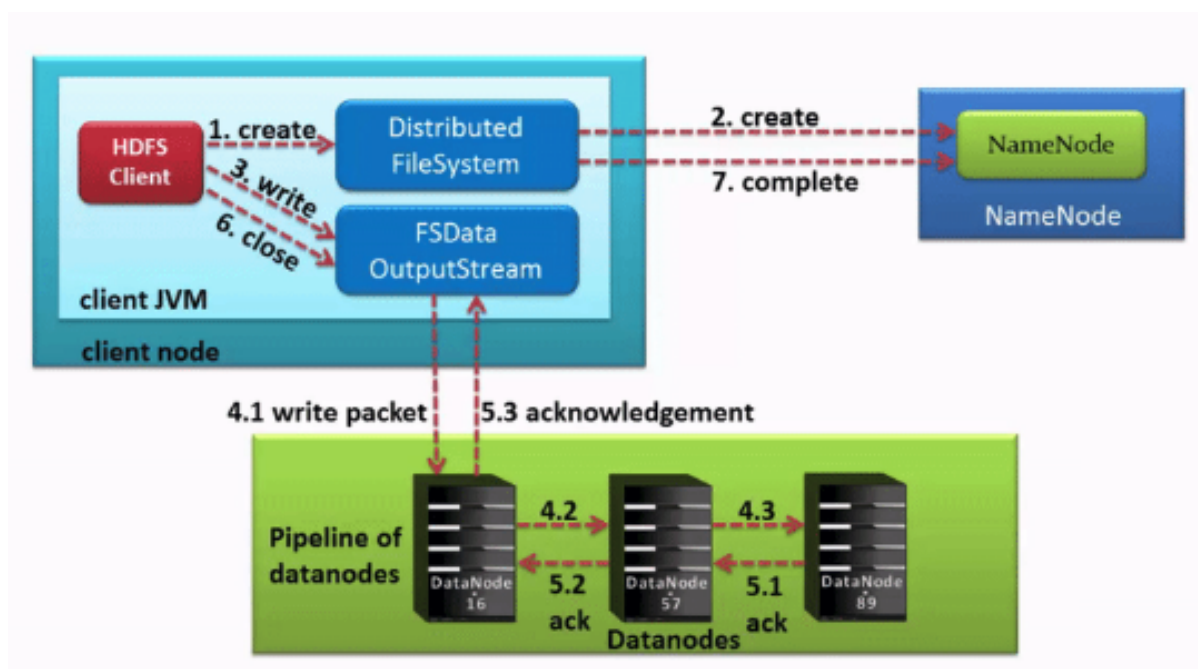 HDFS
Client
1. create
3. write
6. close
Distributed
FileSystem
FSData
OutputStream
client JVM
client node
2. create
7. complete
NameNode
NameNode
4.1 write packet
5.3 acknowledgement
Pipeline of
datanodes
DataNode
16
4.2
5.2
ack
DataNode
57
4.3
5.1
ack
DataNode
89
Datanodes